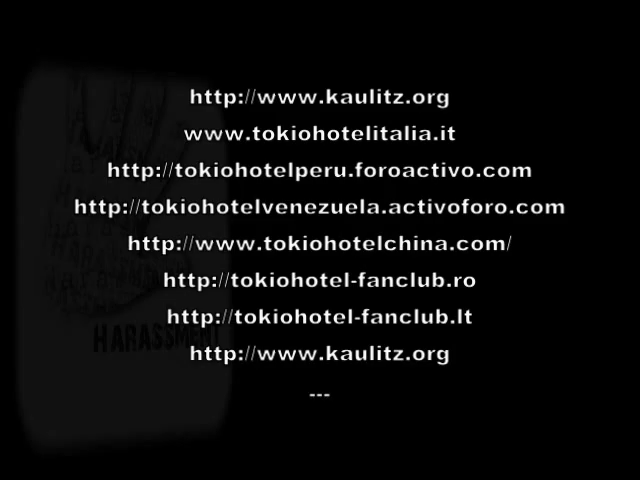 http://www.kaulitz.org
www.tokiohotelitalia.it
http://tokiohotelperu.foroactivo.com
http://tokiohotelvenezuela.activoforo.com
http://www.tokiohotelchina.com/
http://tokiohotel-fanclub.ro
http://tokiohotel-fanclub.lt
HARASSMENT
http://www.kaulitz.org
---